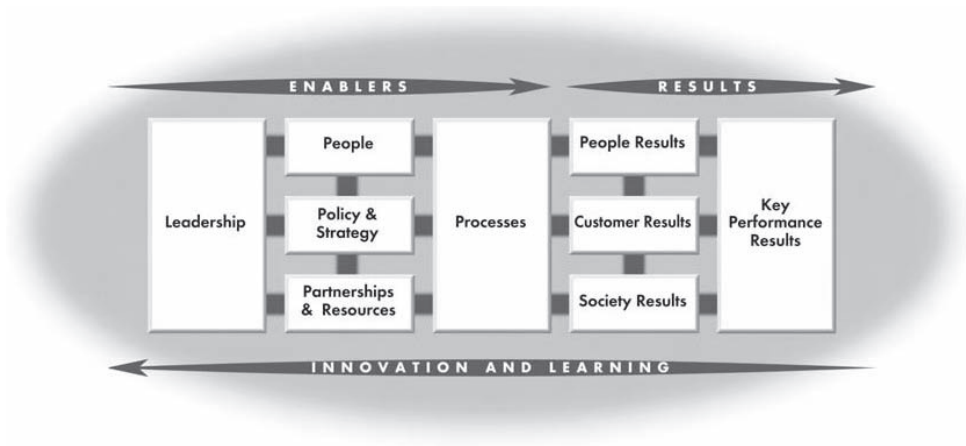 ENABLERS
RESULTS
Leadership
People
Policy &
Strategy
Partnerships
& Resources
Processes
People Results
Customer Results
Society Results
Key
Performance
Results
INNOVATION AND LEARNING